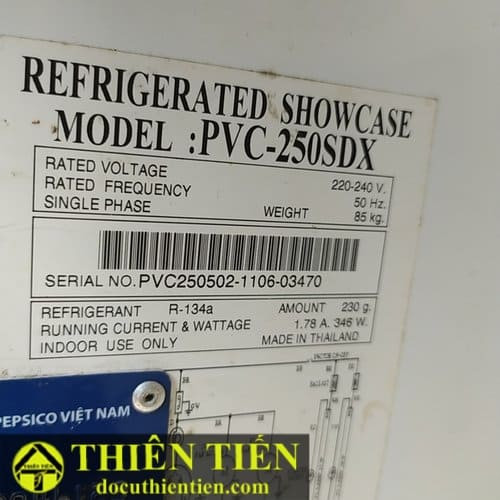 REFRIGERATED SHOWCASE
MODEL :PVC-250SDX
RATED VOLTAGE 220-240 V.
RATED FREQUENCY 50 Hz.
SINGLE PHASE WEIGHT 85 kg.
SERIAL NO.PVC250502-1106-03470
REFRIGERANT R-134a AMOUNT 230 g.
RUNNING CURRENT & WATTAGE 1.78 A. 346 W.
INDOOR USE ONLY MADE IN THAILAND
PEPSICO VIỆT NAM
THIÊN TIẾN
THIÊN TIẾN
docuthientien.com